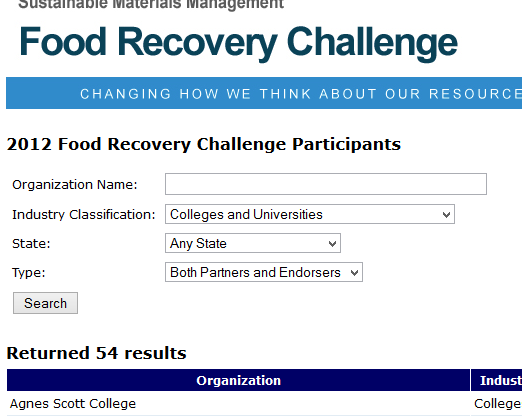 Sustainable Materials Management
Food Recovery Challenge
CHANGING HOW WE THINK ABOUT OUR RESOURCE
2012 Food Recovery Challenge Participants
Organization Name:
Industry Classification: Colleges and Universities
State: Any State
Type: Both Partners and Endorsers
Search
Returned 54 results
Organization Indust
Agnes Scott College College